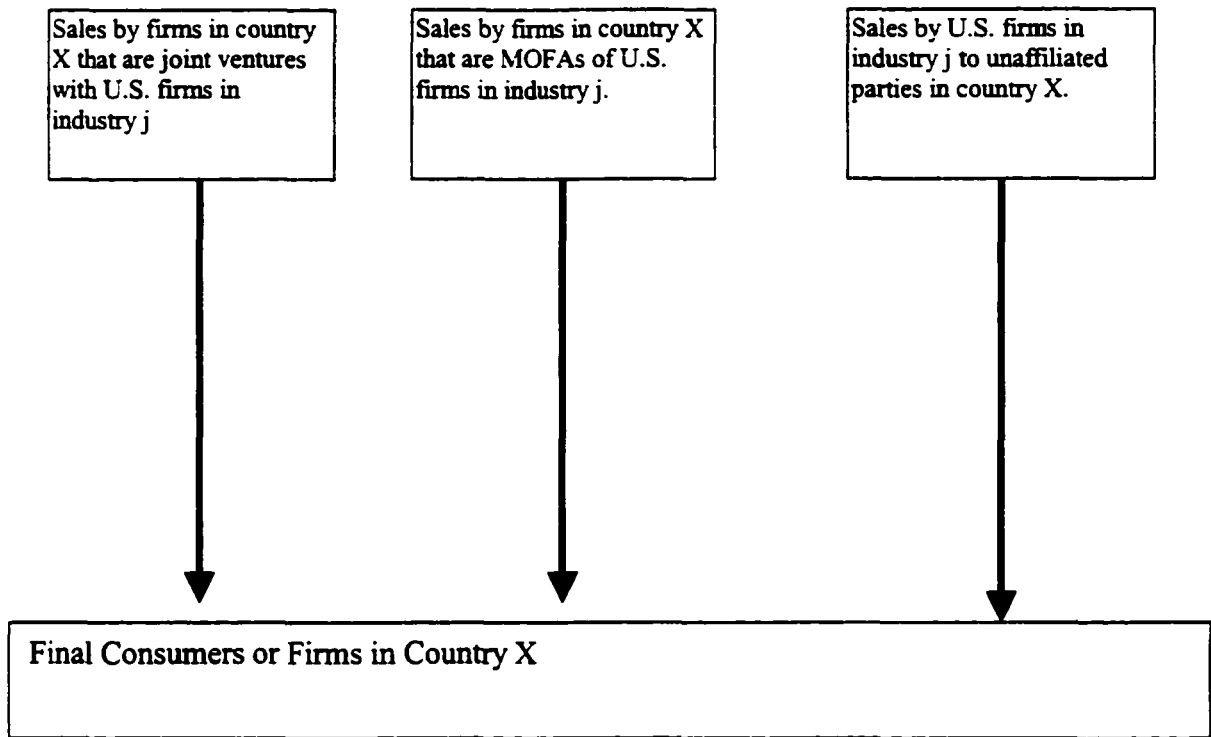 Sales by firms in country
X that are joint ventures
with U.S. firms in
industry j
Sales by firms in country X
that are MOFAs of U.S.
firms in industry j.
Sales by U.S. firms in
industry j to unaffiliated
parties in country X.
Final Consumers or Firms in Country X